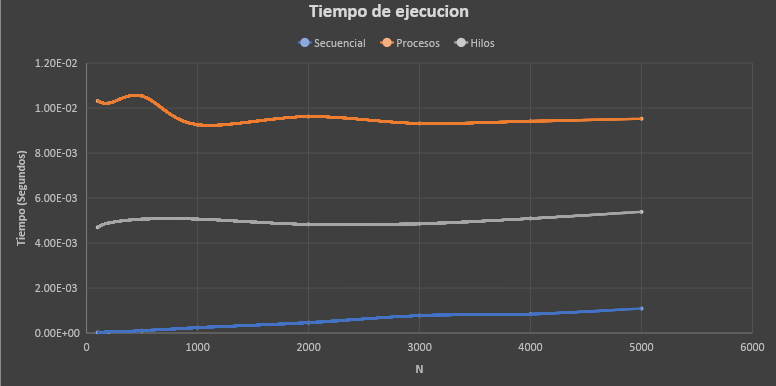 Tiempo de ejecucion
Secuencial Procesos Hilos
1.20E-02
1.00E-02
8.00E-03
6.00E-03
4.00E-03
2.00E-03
0.00E+00
Tiempo (Segundos)
0 1000 2000 3000 4000 5000 6000
N